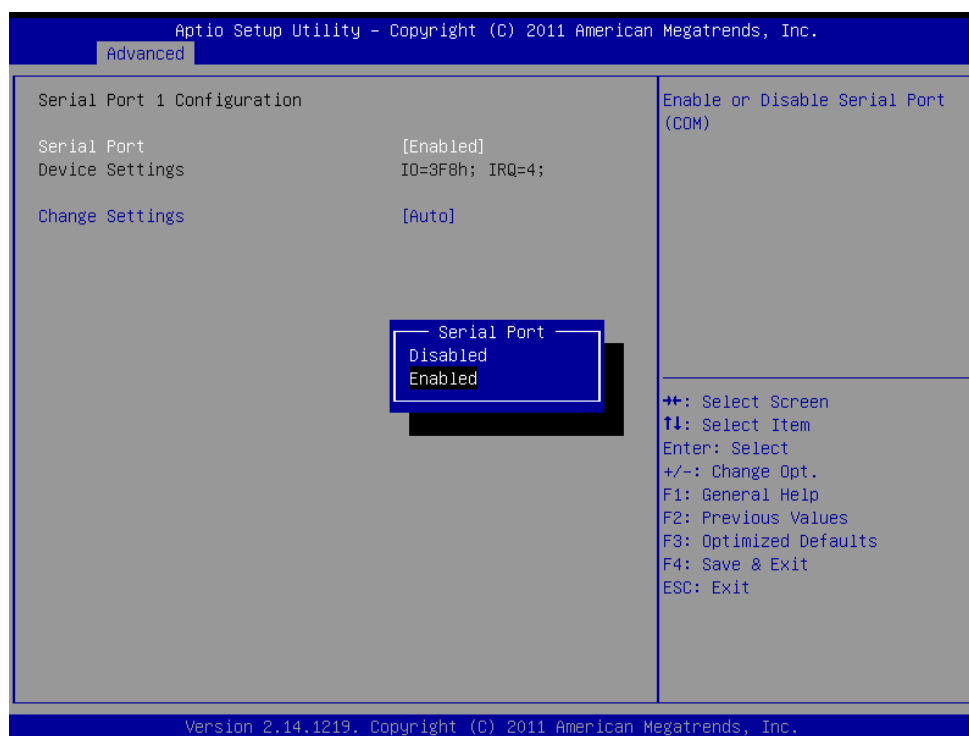 Aptio Setup Utility – Copyright (C) 2011 American Megatrends, Inc.
Advanced
Serial Port 1 Configuration
Serial Port [Enabled]
Device Settings IO=3F8h; IRQ=4;
Change Settings [Auto]
Enable or Disable Serial Port
(COM)
Serial Port
Disabled
Enabled
→←: Select Screen
↑↓: Select Item
Enter: Select
+/-: Change Opt.
F1: General Help
F2: Previous Values
F3: Optimized Defaults
F4: Save & Exit
ESC: Exit
Version 2.14.1219. Copyright (C) 2011 American Megatrends, Inc.